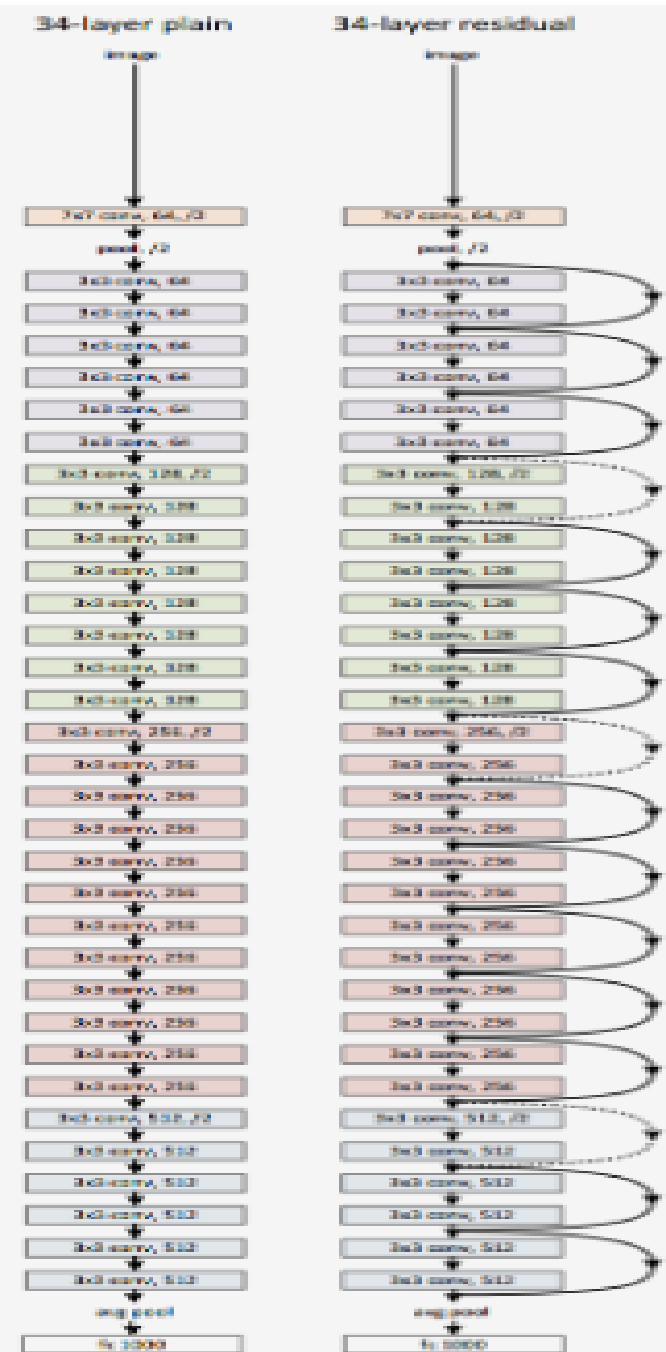 34-layer plain
image
7x7 conv, 64, /2
pool, /2
3x3 conv, 64
3x3 conv, 64
3x3 conv, 64
3x3 conv, 64
3x3 conv, 64
3x3 conv, 64
3x3 conv, 128, /2
3x3 conv, 128
3x3 conv, 128
3x3 conv, 128
3x3 conv, 128
3x3 conv, 128
3x3 conv, 128
3x3 conv, 128
3x3 conv, 256, /2
3x3 conv, 256
3x3 conv, 256
3x3 conv, 256
3x3 conv, 256
3x3 conv, 256
3x3 conv, 256
3x3 conv, 256
3x3 conv, 256
3x3 conv, 256
3x3 conv, 256
3x3 conv, 256
3x3 conv, 512, /2
3x3 conv, 512
3x3 conv, 512
3x3 conv, 512
3x3 conv, 512
3x3 conv, 512
avg pool
fc 1000
34-layer residual
image
7x7 conv, 64, /2
pool, /2
3x3 conv, 64
3x3 conv, 64
3x3 conv, 64
3x3 conv, 64
3x3 conv, 64
3x3 conv, 64
3x3 conv, 128, /2
3x3 conv, 128
3x3 conv, 128
3x3 conv, 128
3x3 conv, 128
3x3 conv, 128
3x3 conv, 128
3x3 conv, 128
3x3 conv, 256, /2
3x3 conv, 256
3x3 conv, 256
3x3 conv, 256
3x3 conv, 256
3x3 conv, 256
3x3 conv, 256
3x3 conv, 256
3x3 conv, 256
3x3 conv, 256
3x3 conv, 256
3x3 conv, 256
3x3 conv, 512, /2
3x3 conv, 512
3x3 conv, 512
3x3 conv, 512
3x3 conv, 512
3x3 conv, 512
avg pool
fc 1000